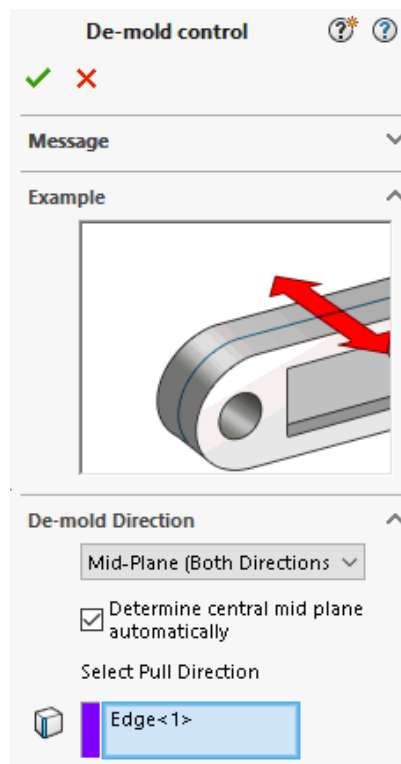 De-mold control
Message
Example
De-mold Direction
Mid-Plane (Both Directions
Determine central mid plane
automatically
Select Pull Direction
Edge<1>